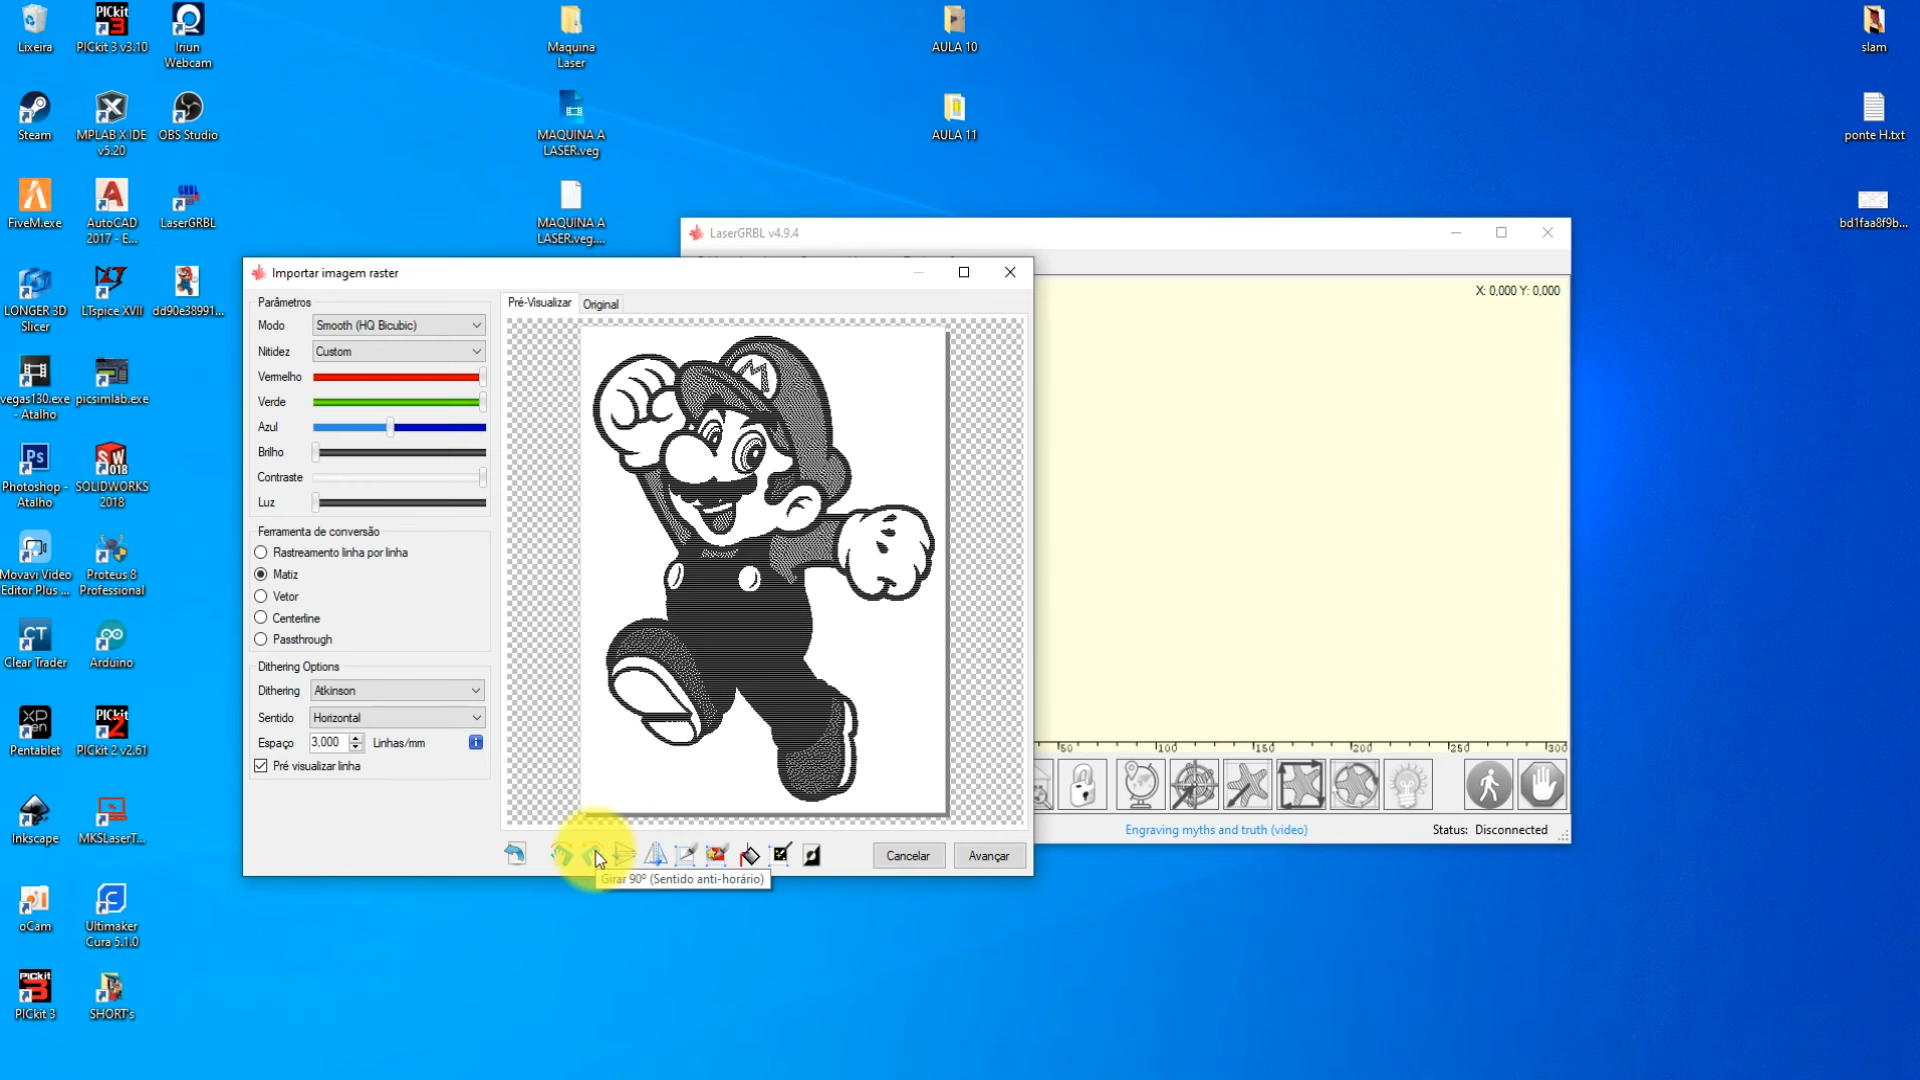 Lixeira
PICkit 3 v3.10
Iriun
Webcam
Maquina
Laser
AULA 10
slam
Steam
MPLAB X IDE
v5.20
OBS Studio
MAQUINA A
LASER.veg
AULA 11
ponte H.txt
FiveM.exe
AutoCAD
2017 - E...
GRBL
LaserGRBL
MAQUINA A
LASER.veg....
bd1faa8f9b...
LONGER 3D
Slicer
LTspice XVII
dd90e38991...
vegas130.exe
- Atalho
picsimlab.exe
Photoshop -
Atalho
SOLIDWORKS
2018
Movavi Video
Editor Plus ...
Proteus 8
Professional
Clear Trader
Arduino
Pentablet
PICkit 2 v2.61
Inkscape
MKSLaserT...
oCam
Ultimaker
Cura 5.1.0
PICkit 3
SHORT's
LaserGRBL v4.9.4
X: 0,000 Y: 0,000
50 100 150 200 250 300
Engraving myths and truth (video)
Status: Disconnected
Importar imagem raster
Parâmetros
Modo Smooth (HQ Bicubic)
Nitidez Custom
Vermelho
Verde
Azul
Brilho
Contraste
Luz
Ferramenta de conversão
Rastreamento linha por linha
Matiz
Vetor
Centerline
Passthrough
Dithering Options
Dithering Atkinson
Sentido Horizontal
Espaço 3,000 Linhas/mm
Pré visualizar linha
Pré-Visualizar
Original
M
Cancelar
Avançar
Girar 90º (Sentido anti-horário)